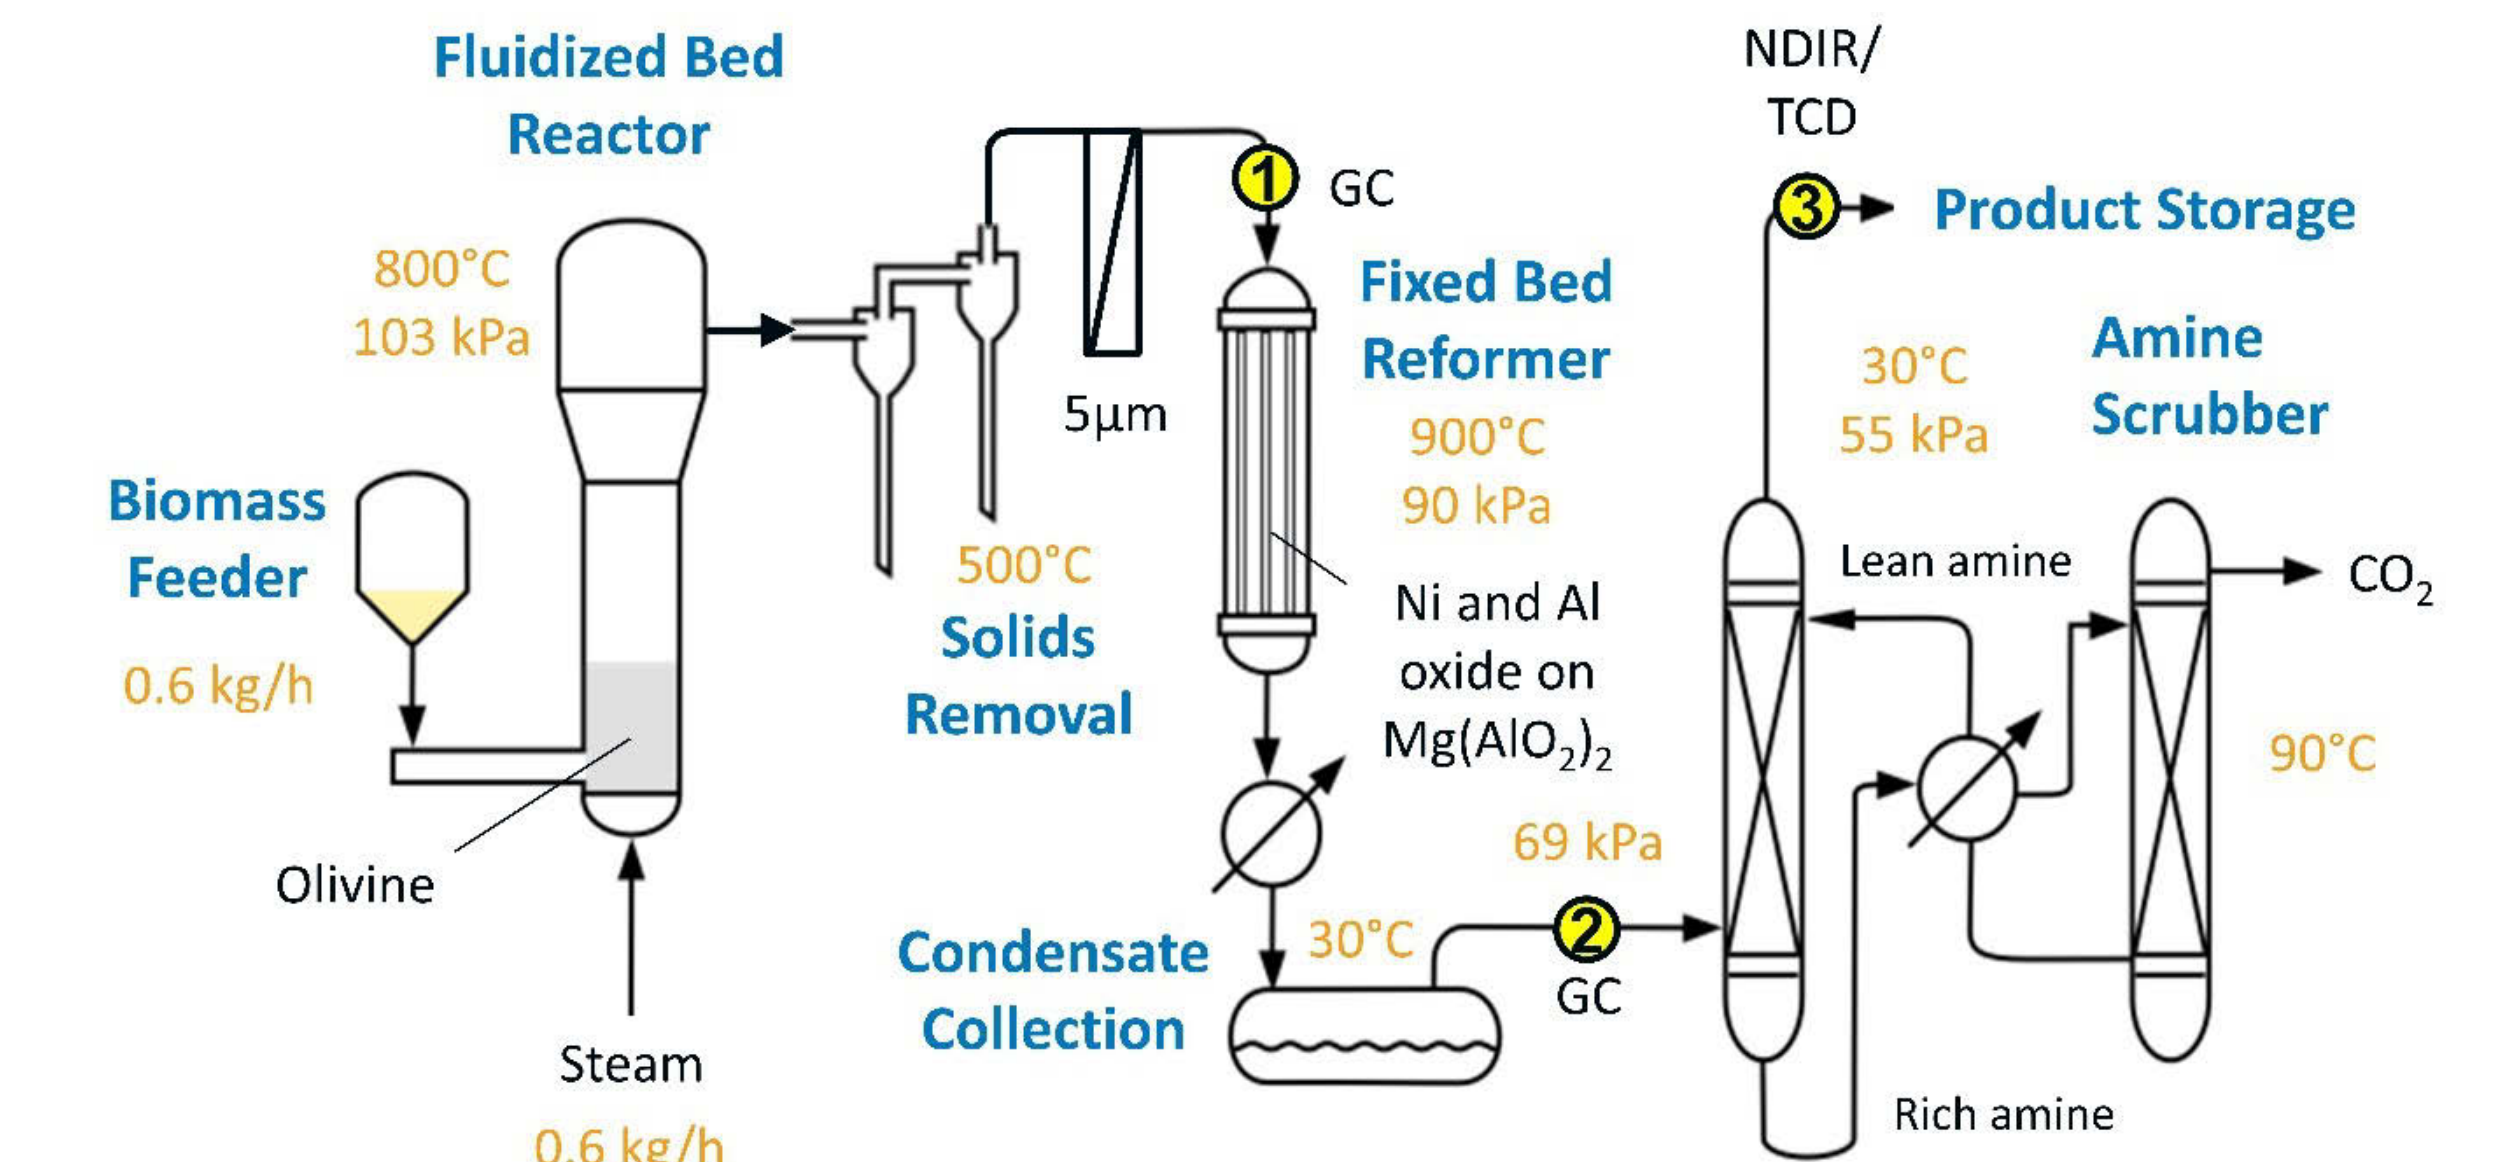 Fluidized Bed
Reactor
800°C
103 kPa
Biomass
Feeder
0.6 kg/h
Olivine
Steam
0.6 kg/h
500°C
Solids
Removal
5µm
1
GC
Fixed Bed
Reformer
900°C
90 kPa
Ni and Al
oxide on
Mg(AlO₂)₂
Condensate
Collection
30°C
69 kPa
2
GC
NDIR/
TCD
3
Product Storage
30°C
55 kPa
Amine
Scrubber
Lean amine
CO₂
90°C
Rich amine